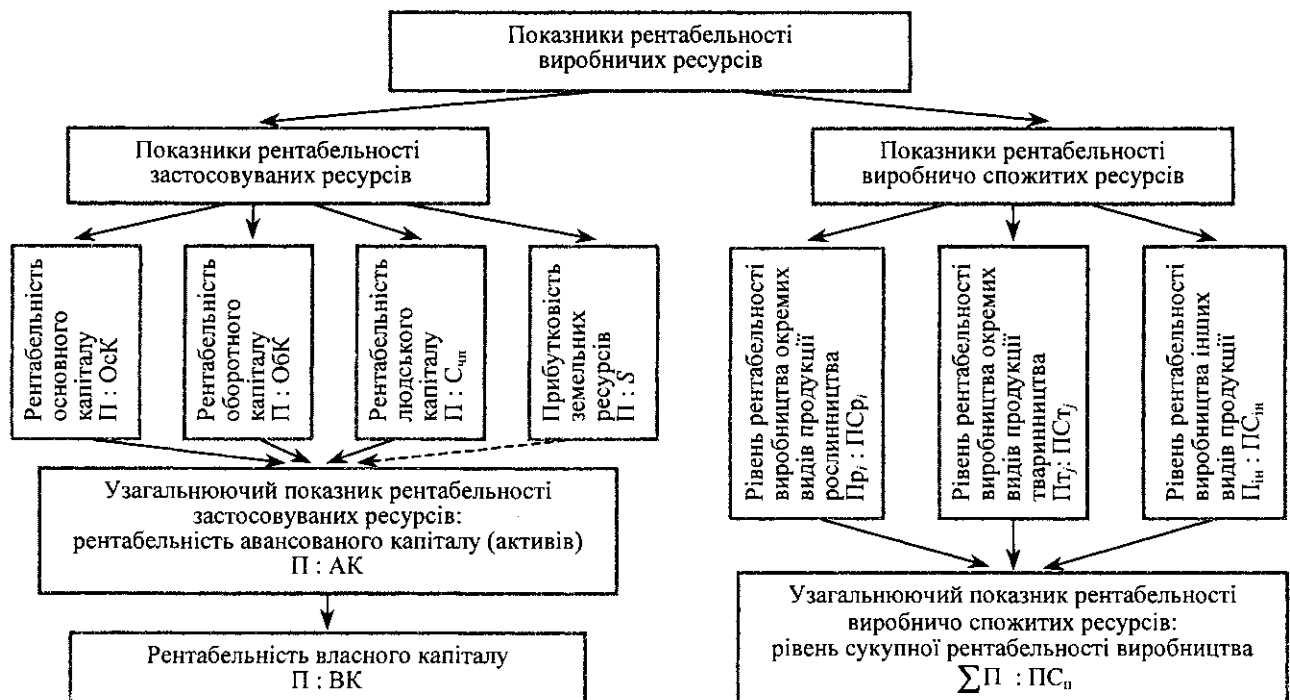 Показники рентабельності
виробничих ресурсів
Показники рентабельності
застосовуваних ресурсів
Показники рентабельності
виробничо спожитих ресурсів
Рентабельність
основного
капіталу
П : ОсК
Рентабельність
оборотного
капіталу
П : ОбК
Рентабельність
людського
капіталу
П : Счп
Прибутковість
земельних
ресурсів
П : S
Рівень рентабельності
виробництва окремих
видів продукції
рослинництва
Прi : ПСрi
Рівень рентабельності
виробництва окремих
видів продукції
тваринництва
Птj: ПСтj
Рівень рентабельності
виробництва інших
видів продукції
Пін : ПСін
Узагальнюючий показник рентабельності
застосовуваних ресурсів:
рентабельність авансованого капіталу (активів)
П : АК
Рентабельність власного капіталу
П : ВК
Узагальнюючий показник рентабельності
виробничо спожитих ресурсів:
рівень сукупної рентабельності виробництва
∑П : ПСп